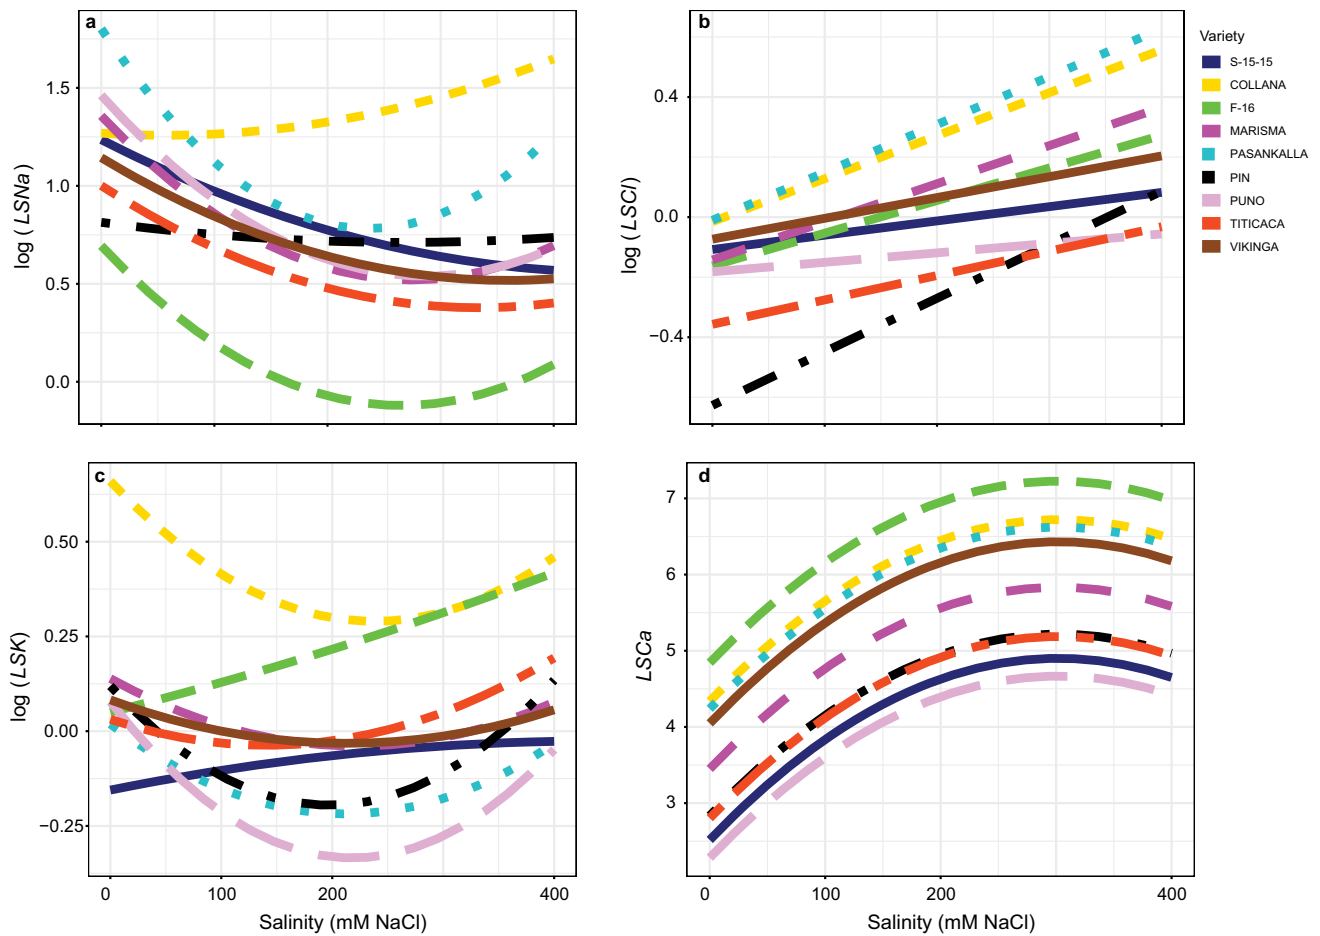 a
1.5
1.0
0.5
0.0
log ( LSNa)
b
0.4
0.0
−0.4
log ( LSCl)
Variety
S-15-15
COLLANA
F-16
MARISMA
PASANKALLA
PIN
PUNO
TITICACA
VIKINGA
c
0.50
0.25
0.00
−0.25
log (LSK)
0 100 200 400
Salinity (mM NaCl)
d
7
6
5
4
3
LSCa
0 100 200 400
Salinity (mM NaCl)